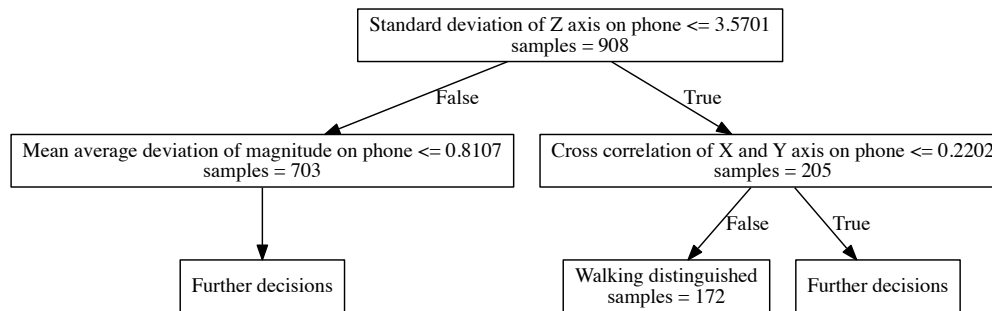 Standard deviation of Z axis on phone <= 3.5701
samples = 908
False
True
Mean average deviation of magnitude on phone <= 0.8107
samples = 703
Cross correlation of X and Y axis on phone <= 0.2202
samples = 205
False
True
Further decisions
Walking distinguished
samples = 172
Further decisions